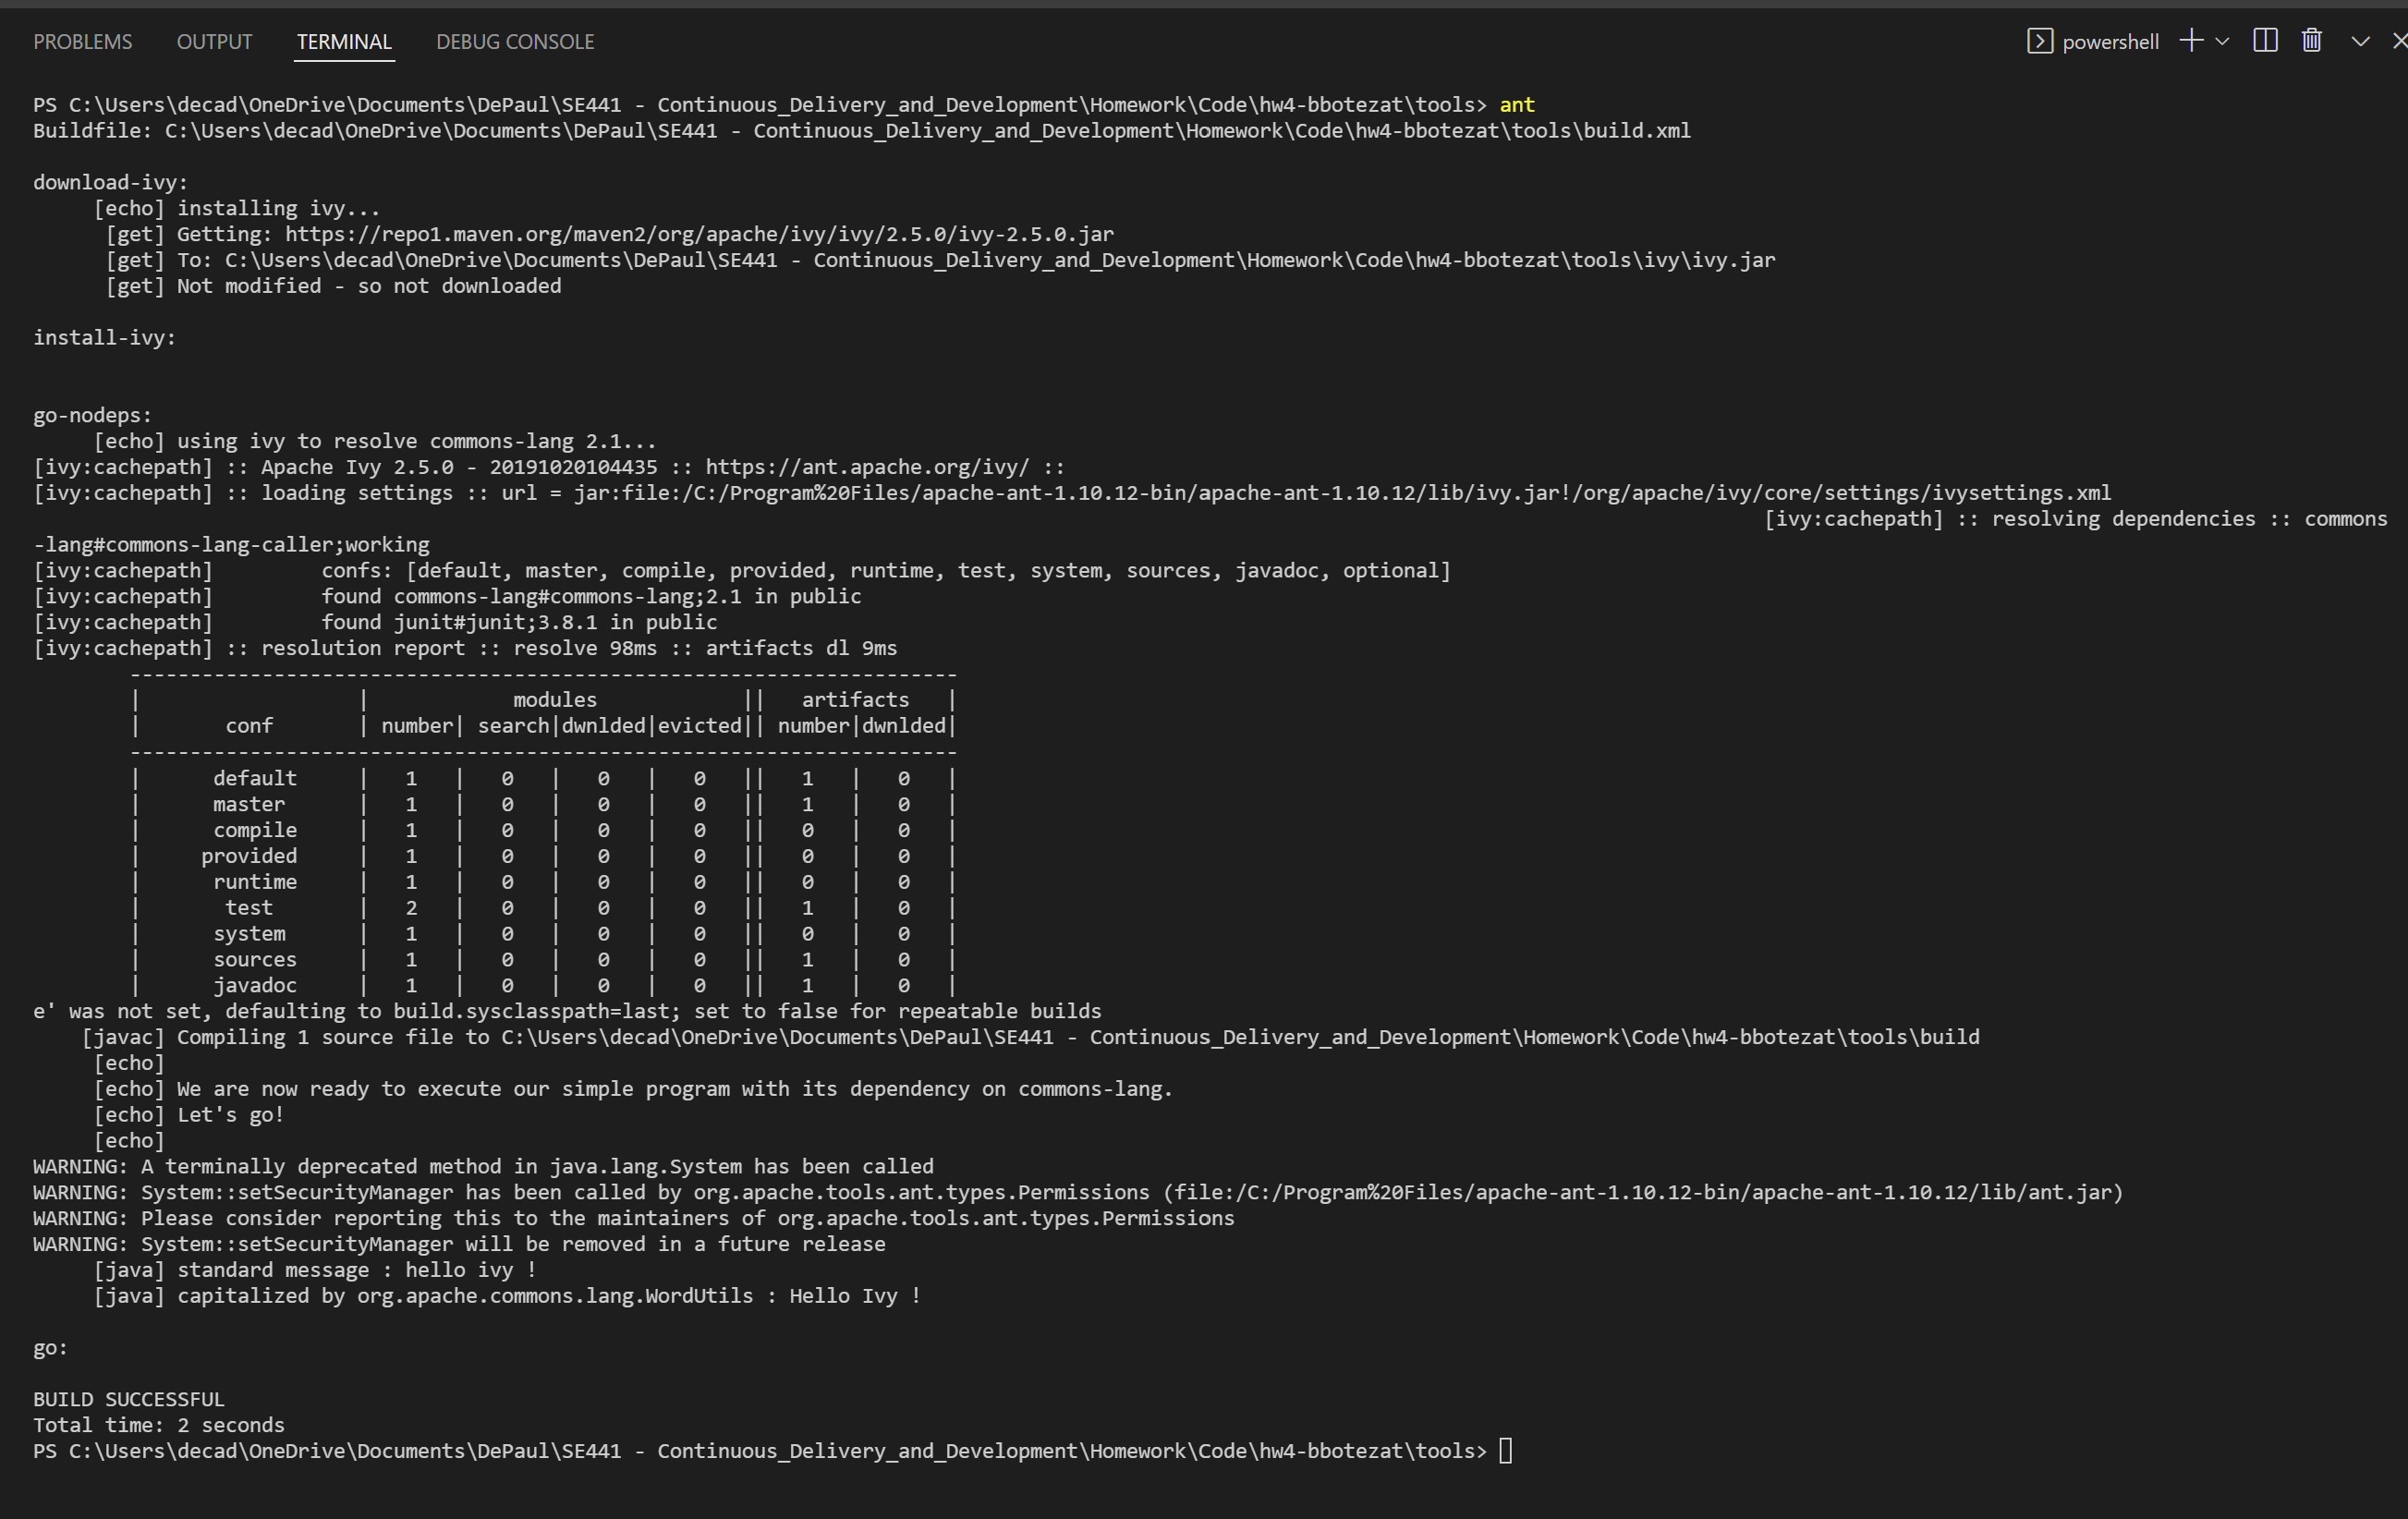 PROBLEMS OUTPUT TERMINAL DEBUG CONSOLE powershell
PS C:\Users\decad\OneDrive\Documents\DePaul\SE441 - Continuous_Delivery_and_Development\Homework\Code\hw4-bbotezat\tools> ant
Buildfile: C:\Users\decad\OneDrive\Documents\DePaul\SE441 - Continuous_Delivery_and_Development\Homework\Code\hw4-bbotezat\tools\build.xml
download-ivy:
[echo] installing ivy...
[get] Getting: https://repo1.maven.org/maven2/org/apache/ivy/ivy/2.5.0/ivy-2.5.0.jar
[get] To: C:\Users\decad\OneDrive\Documents\DePaul\SE441 - Continuous_Delivery_and_Development\Homework\Code\hw4-bbotezat\tools\ivy\ivy.jar
[get] Not modified - so not downloaded
install-ivy:
go-nodeps:
[echo] using ivy to resolve commons-lang 2.1...
[ivy:cachepath] :: Apache Ivy 2.5.0 - 20191020104435 :: https://ant.apache.org/ivy/ ::
[ivy:cachepath] :: loading settings :: url = jar:file:/C:/Program%20Files/apache-ant-1.10.12-bin/apache-ant-1.10.12/lib/ivy.jar!/org/apache/ivy/core/settings/ivysettings.xml
[ivy:cachepath] :: resolving dependencies :: commons
-lang#commons-lang-caller;working
[ivy:cachepath] confs: [default, master, compile, provided, runtime, test, system, sources, javadoc, optional]
[ivy:cachepath] found commons-lang#commons-lang;2.1 in public
[ivy:cachepath] found junit#junit;3.8.1 in public
[ivy:cachepath] :: resolution report :: resolve 98ms :: artifacts dl 9ms
---------------------------------------------------------------------
| | modules || artifacts |
| conf | number| search|dwnlded|evicted|| number|dwnlded|
---------------------------------------------------------------------
| default | 1 | 0 | 0 | 0 || 1 | 0 |
| master | 1 | 0 | 0 | 0 || 1 | 0 |
| compile | 1 | 0 | 0 | 0 || 0 | 0 |
| provided | 1 | 0 | 0 | 0 || 0 | 0 |
| runtime | 1 | 0 | 0 | 0 || 0 | 0 |
| test | 2 | 0 | 0 | 0 || 1 | 0 |
| system | 1 | 0 | 0 | 0 || 0 | 0 |
| sources | 1 | 0 | 0 | 0 || 1 | 0 |
| javadoc | 1 | 0 | 0 | 0 || 1 | 0 |
e' was not set, defaulting to build.sysclasspath=last; set to false for repeatable builds
[javac] Compiling 1 source file to C:\Users\decad\OneDrive\Documents\DePaul\SE441 - Continuous_Delivery_and_Development\Homework\Code\hw4-bbotezat\tools\build
[echo]
[echo] We are now ready to execute our simple program with its dependency on commons-lang.
[echo] Let's go!
[echo]
WARNING: A terminally deprecated method in java.lang.System has been called
WARNING: System::setSecurityManager has been called by org.apache.tools.ant.types.Permissions (file:/C:/Program%20Files/apache-ant-1.10.12-bin/apache-ant-1.10.12/lib/ant.jar)
WARNING: Please consider reporting this to the maintainers of org.apache.tools.ant.types.Permissions
WARNING: System::setSecurityManager will be removed in a future release
[java] standard message : hello ivy !
[java] capitalized by org.apache.commons.lang.WordUtils : Hello Ivy !
go:
BUILD SUCCESSFUL
Total time: 2 seconds
PS C:\Users\decad\OneDrive\Documents\DePaul\SE441 - Continuous_Delivery_and_Development\Homework\Code\hw4-bbotezat\tools>